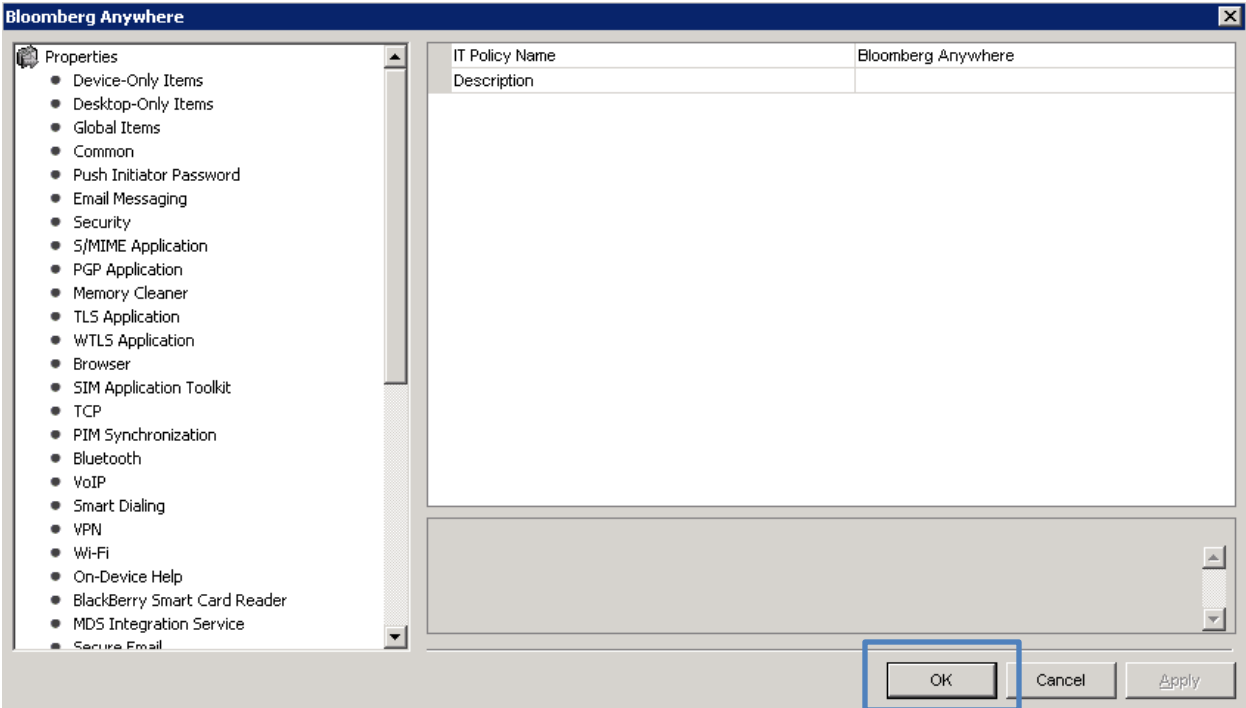 Bloomberg Anywhere
Properties
Device-Only Items
Desktop-Only Items
Global Items
Common
Push Initiator Password
Email Messaging
Security
S/MIME Application
PGP Application
Memory Cleaner
TLS Application
WTLS Application
Browser
SIM Application Toolkit
TCP
PIM Synchronization
Bluetooth
VoIP
Smart Dialing
VPN
Wi-Fi
On-Device Help
BlackBerry Smart Card Reader
MDS Integration Service
Secure Email
IT Policy Name Bloomberg Anywhere
Description
OK Cancel Apply